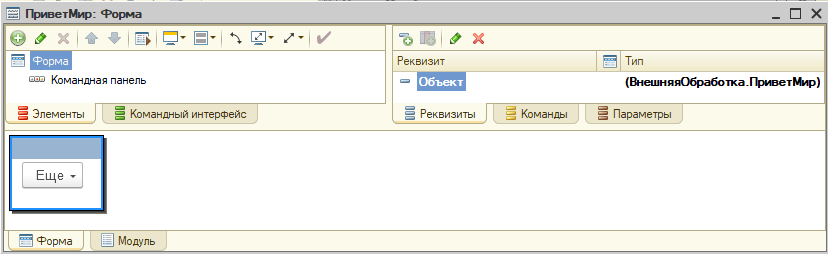 ПриветМир: Форма
Форма
Командная панель
Элементы
Командный интерфейс
Реквизит
Тип
Объект
(ВнешняяОбработка.ПриветМир)
Реквизиты
Команды
Параметры
Еще
Форма
Модуль